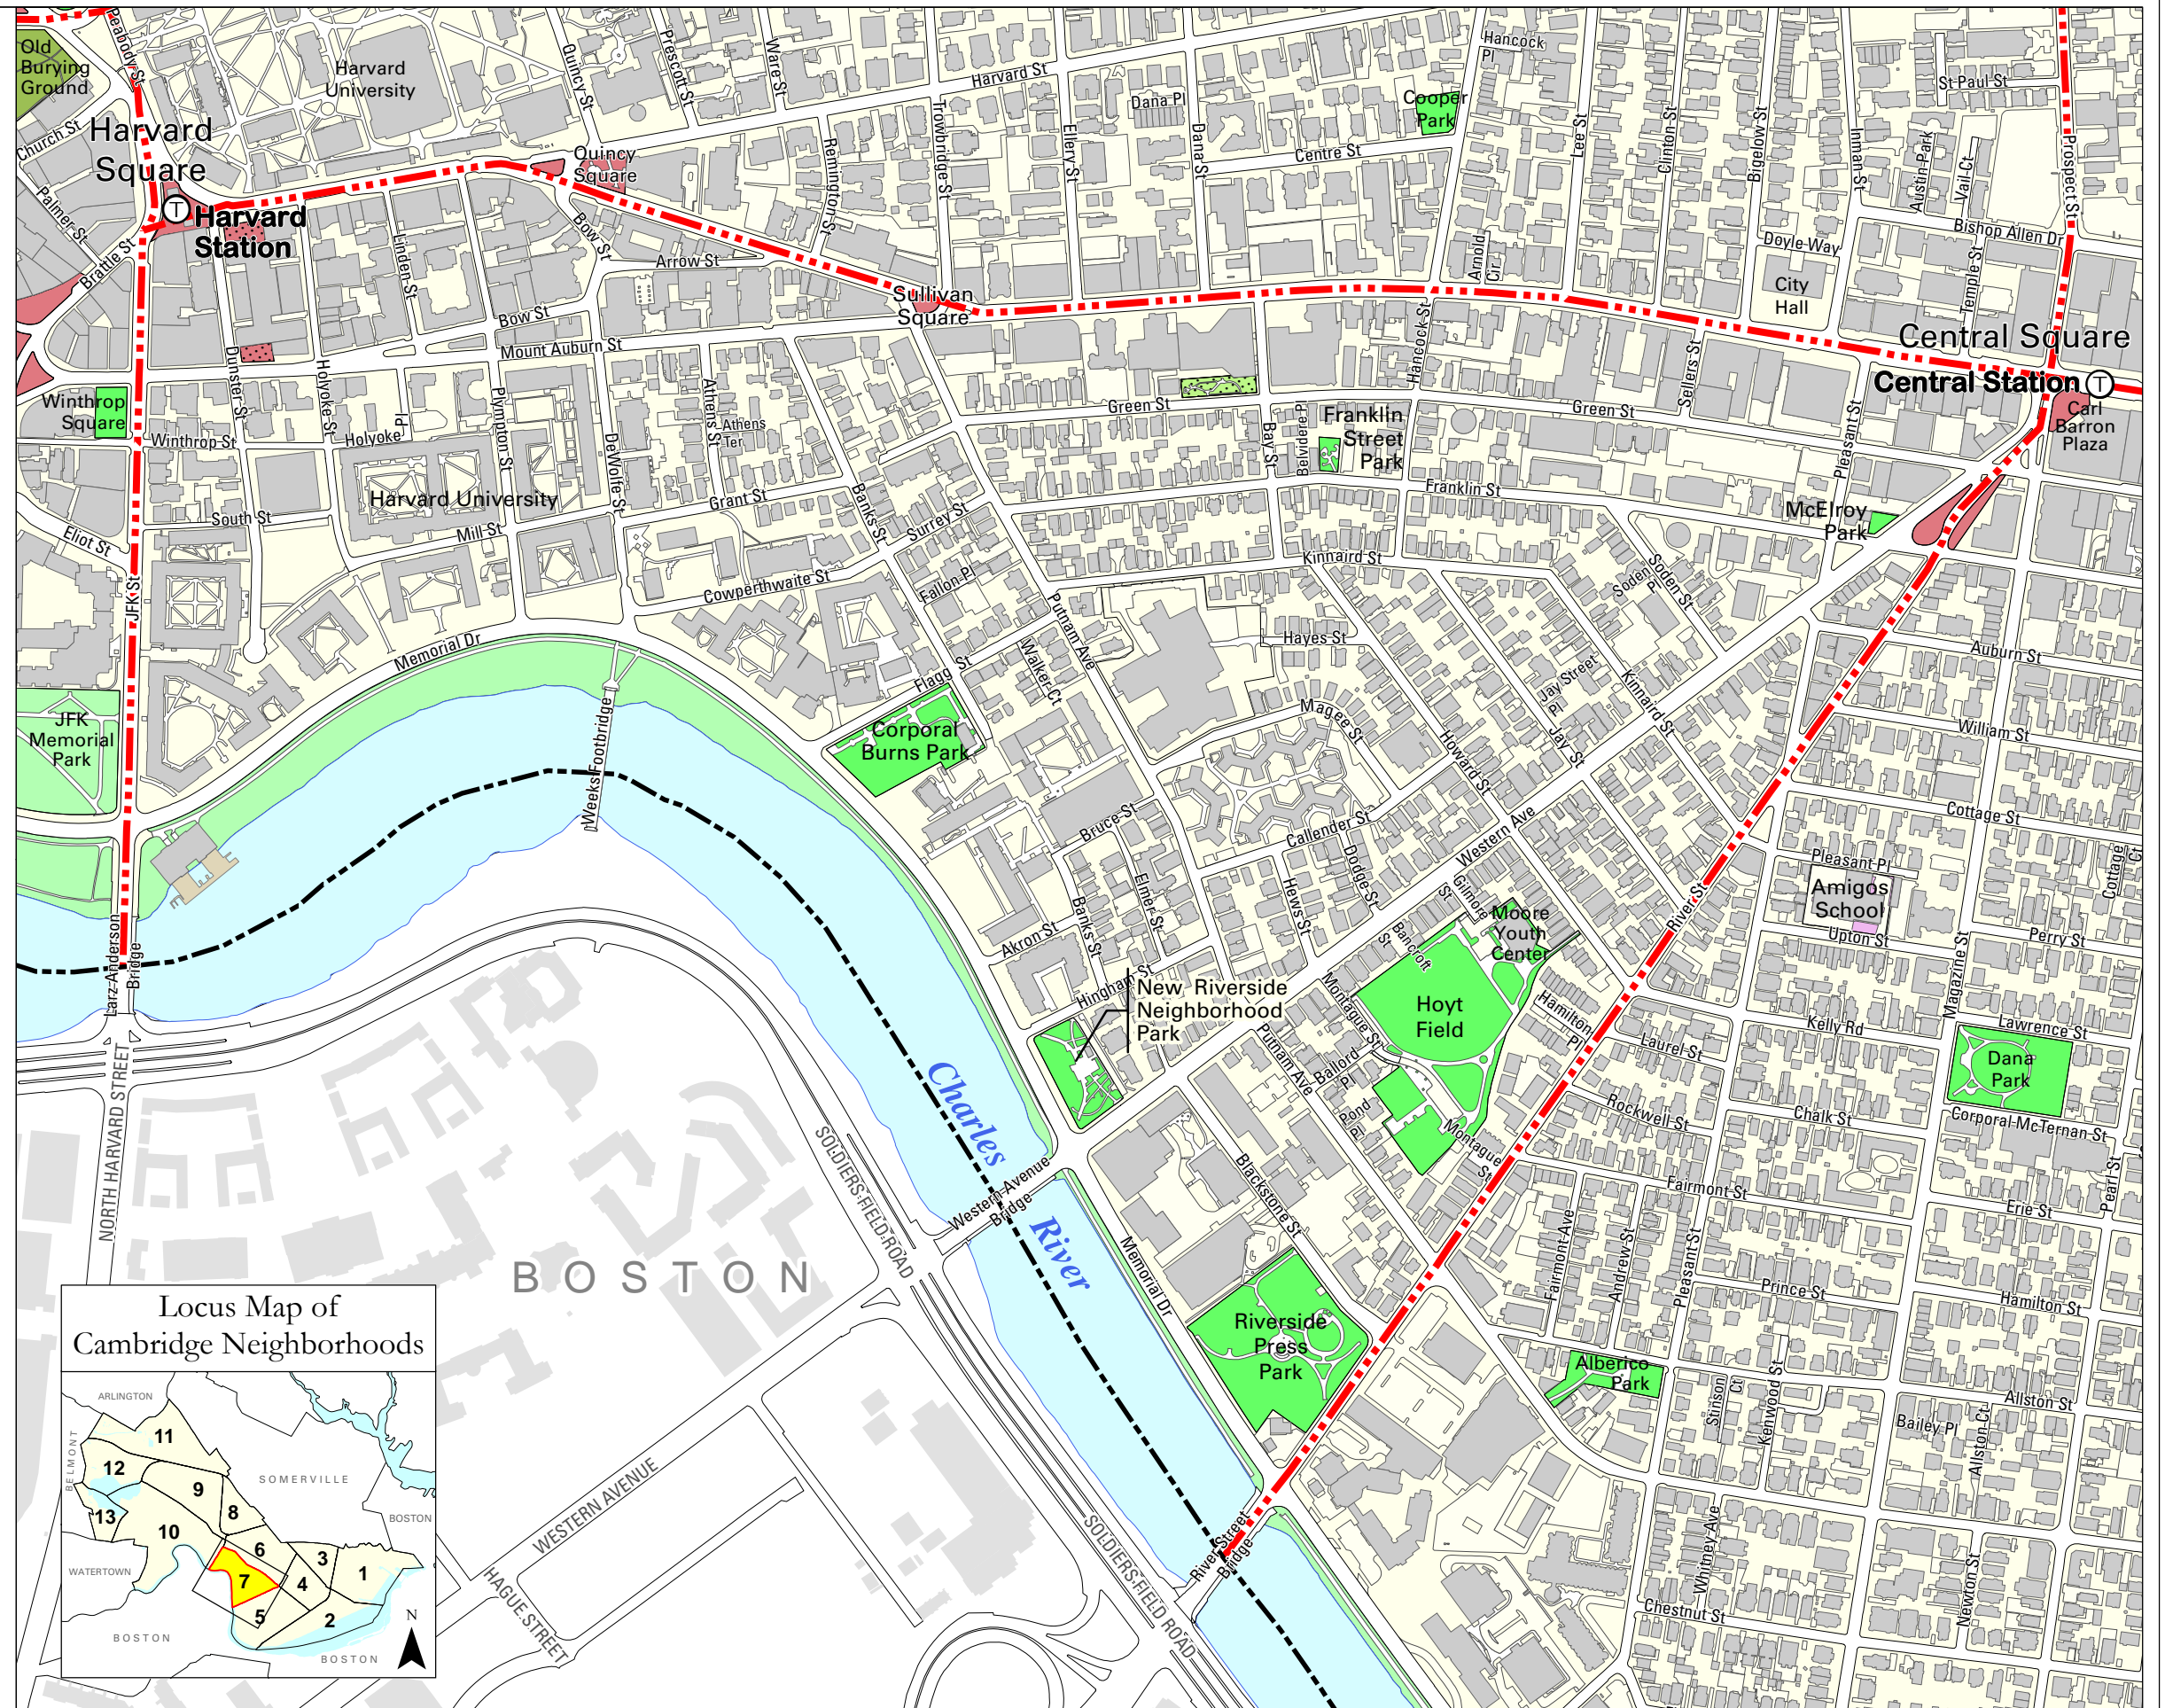 Peabody St
Old
Burying
Ground
Harvard
University
Quincy St
Prescott St
Ware St
Harvard St
Hancock
Pl
Dana Pl
Cooper
Park
St Paul St
Church St
Harvard
Square
Quincy
Square
Remington St
Trowbridge St
Ellery St
Dana St
Centre St
Lee St
Clinton St
Bigelow St
Inman St
Austin Park
Vail Ct
Prospect St
Palmer St
T
Harvard
Station
Brattle St
Linden St
Bow St
Arrow St
Arnold
Cir
Doyle Way
Bishop Allen Dr
Temple St
City
Hall
Sullivan
Square
Bow St
Mount Auburn St
Hancock St
Sellers St
Central Square
Central Station
T
Carl
Barron
Plaza
Winthrop
Square
Dunster St
Holyoke St
Holyoke
Pl
Plympton St
DeWolfe St
Athens St
Athens
Ter
Green St
Green St
Franklin
Street
Park
Bay St
Belvidere Pl
Pleasant St
Winthrop St
Harvard University
South St
Mill St
Grant St
Banks St
Surrey St
Franklin St
McElroy
Park
Eliot St
JFK St
Cowperthwaite St
Fallon Pl
Kinnaird St
Soden
Pl
Soden St
Putnam Ave
Walker Ct
Hayes St
Memorial Dr
Flagg St
Jay Street
Pl
Jay St
Kinnaird St
Auburn St
JFK
Memorial
Park
Weeks Footbridge
Corporal
Burns Park
Magee St
Howard St
William St
Bruce St
Callender St
Western Ave
Cottage St
Dodge St
Pleasant Pl
Cottage
Ct
Amigos
School
Upton St
Perry St
Magazine St
Elmer St
Banks St
Hews St
Gilmore
St
Bancroft
St
Moore
Youth
Center
River St
Akron St
Larz Anderson
Bridge
Hingham St
New Riverside
Neighborhood
Park
Montague St
Hoyt
Field
Hamilton
Pl
Kelly Rd
Lawrence St
Laurel St
Dana
Park
NORTH HARVARD STREET
Charles
River
Putnam Ave
Ballord
Pl
Pond
Pl
Montague
St
Rockwell St
Chalk St
Corporal McTernan St
SOLDIERS FIELD ROAD
Western Avenue
Bridge
Blackstone St
Fairmont St
Erie St
Pearl St
BOSTON
Memorial Dr
Fairmont Ave
Andrew St
Pleasant St
Prince St
Hamilton St
Riverside
Press
Park
Alberico
Park
Stinson
Ct
Kenwood St
Allston St
Bailey Pl
Allston Ct
WESTERN AVENUE
HAGUE STREET
SOLDIERS FIELD ROAD
River Street
Bridge
Whitney Ave
Chestnut St
Newton St
Locus Map of
Cambridge Neighborhoods
ARLINGTON
BELMONT
SOMERVILLE
BOSTON
WATERTOWN
BOSTON
BOSTON
11
12
9
8
13
10
6
3
1
7
4
5
2
N